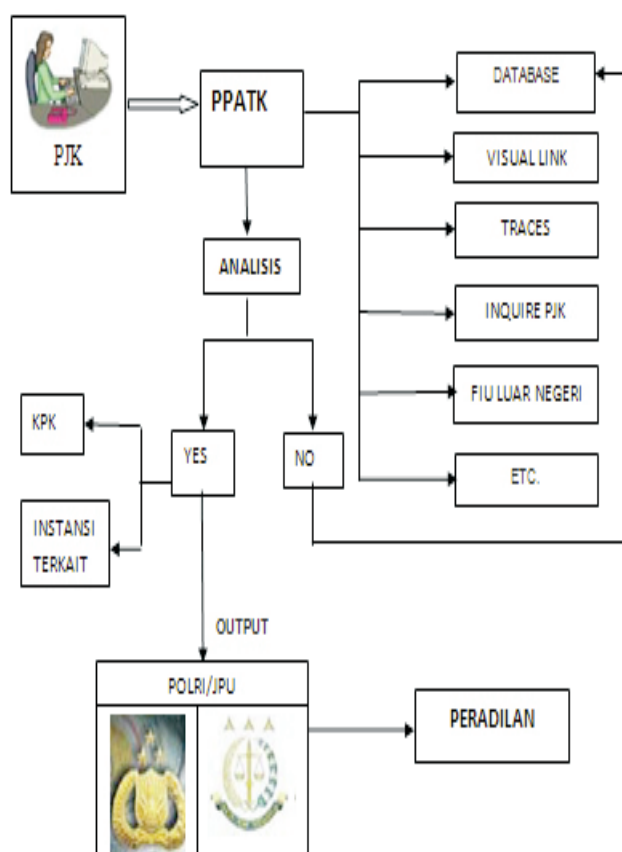 PJK
PPATK
DATABASE
VISUAL LINK
TRACES
INQUIRE PJK
FIU LUAR NEGERI
ETC.
ANALISIS
YES
NO
KPK
INSTANSI
TERKAIT
OUTPUT
POLRI/JPU
PERADILAN